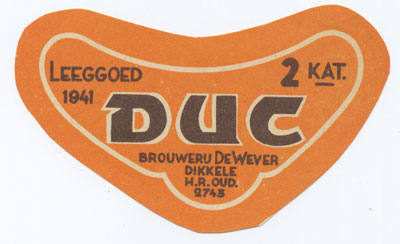 LEEGGOED 2 KAT.
1941
DUC
BROUWERIJ DE WEVER
DIKKELE
H.R. OUD.
2743